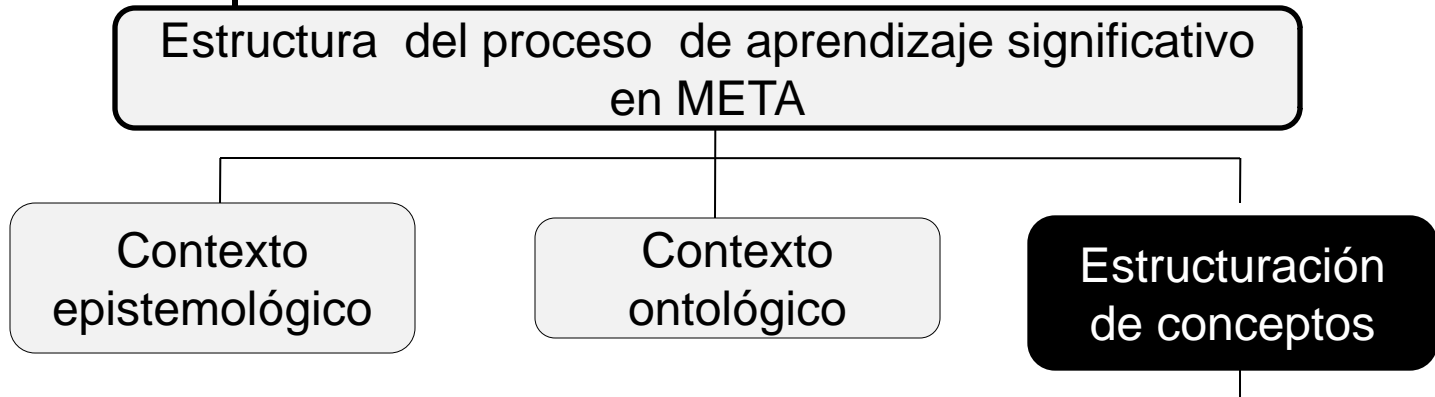 Estructura del proceso de aprendizaje significativo
en META
Contexto
epistemológico
Contexto
ontológico
Estructuración
de conceptos